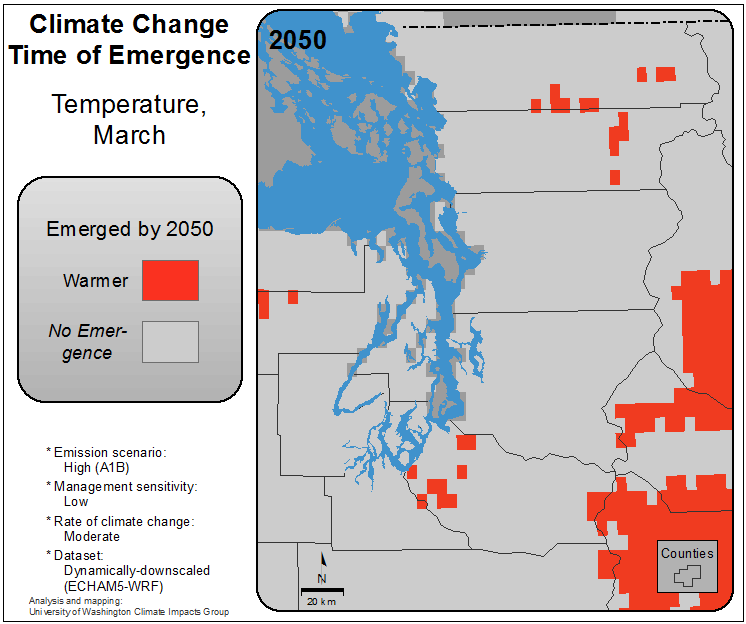 Climate Change
Time of Emergence
Temperature,
March
Emerged by 2050
Warmer
No Emer-
gence
* Emission scenario:
High (A1B)
* Management sensitivity:
Low
* Rate of climate change:
Moderate
* Dataset:
Dynamically-downscaled
(ECHAM5-WRF)
Analysis and mapping:
University of Washington Climate Impacts Group
2050
N
20 km
Counties